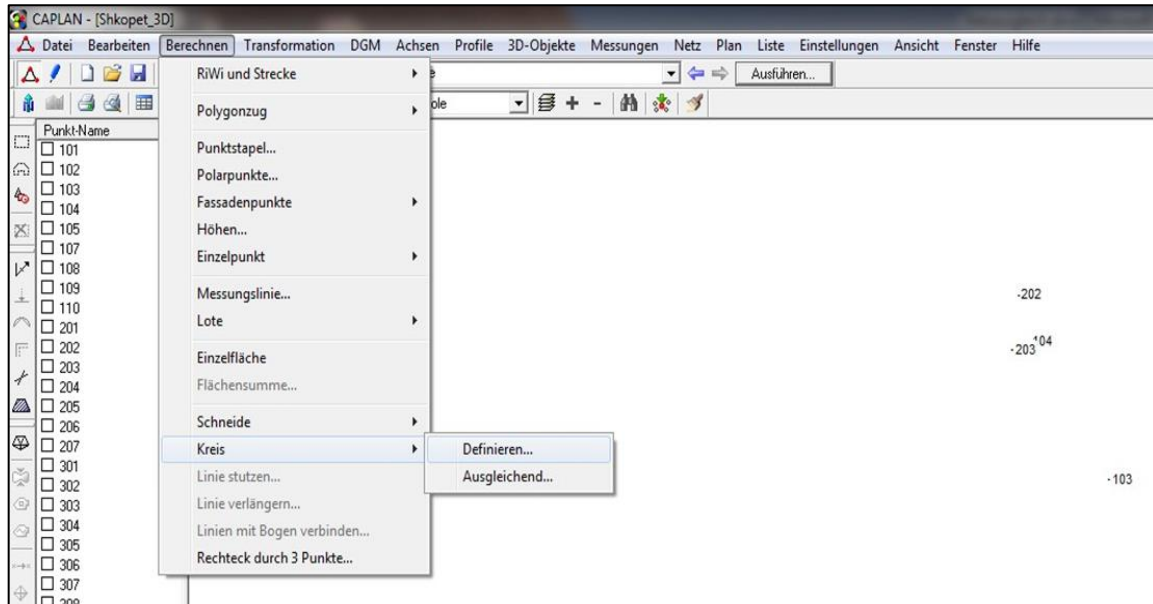 CAPLAN - [Shkopet_3D]
Datei Bearbeiten Berechnen Transformation DGM Achsen Profile 3D-Objekte Messungen Netz Plan Liste Einstellungen Ansicht Fenster Hilfe
Ausführen...
Punkt-Name
101
102
103
104
105
107
108
109
110
201
202
203
204
205
206
207
301
302
303
304
305
306
307
RiWi und Strecke
Polygonzug
Punktstapel...
Polarpunkte...
Fassadenpunkte
Höhen...
Einzelpunkt
Messungslinie...
Lote
Einzelfläche
Flächensumme...
Schneide
Kreis
Linie stutzen...
Linie verlängern...
Linien mit Bogen verbinden...
Rechteck durch 3 Punkte...
Definieren...
Ausgleichend...
202
203
103